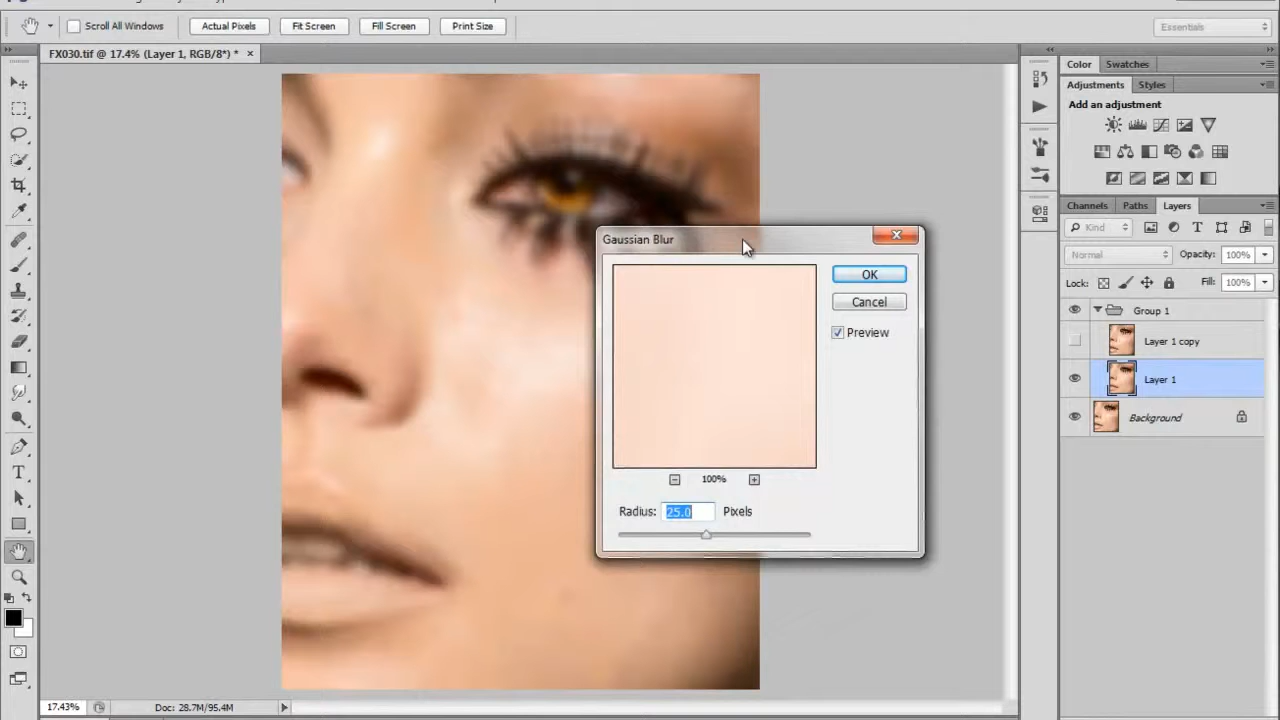 Scroll All Windows
Actual Pixels
Fit Screen
Fill Screen
Print Size
Essentials
FX030.tif @ 17.4% (Layer 1, RGB/8*) * ×
Color
Swatches
Adjustments
Styles
Add an adjustment
Channels
Paths
Layers
Kind
Normal
Opacity: 100%
Lock:
Fill: 100%
Group 1
Layer 1 copy
Layer 1
Background
Gaussian Blur
OK
Cancel
Preview
100%
Radius: 25.0 Pixels
T
T
17.43%
Doc: 28.7M/95.4M